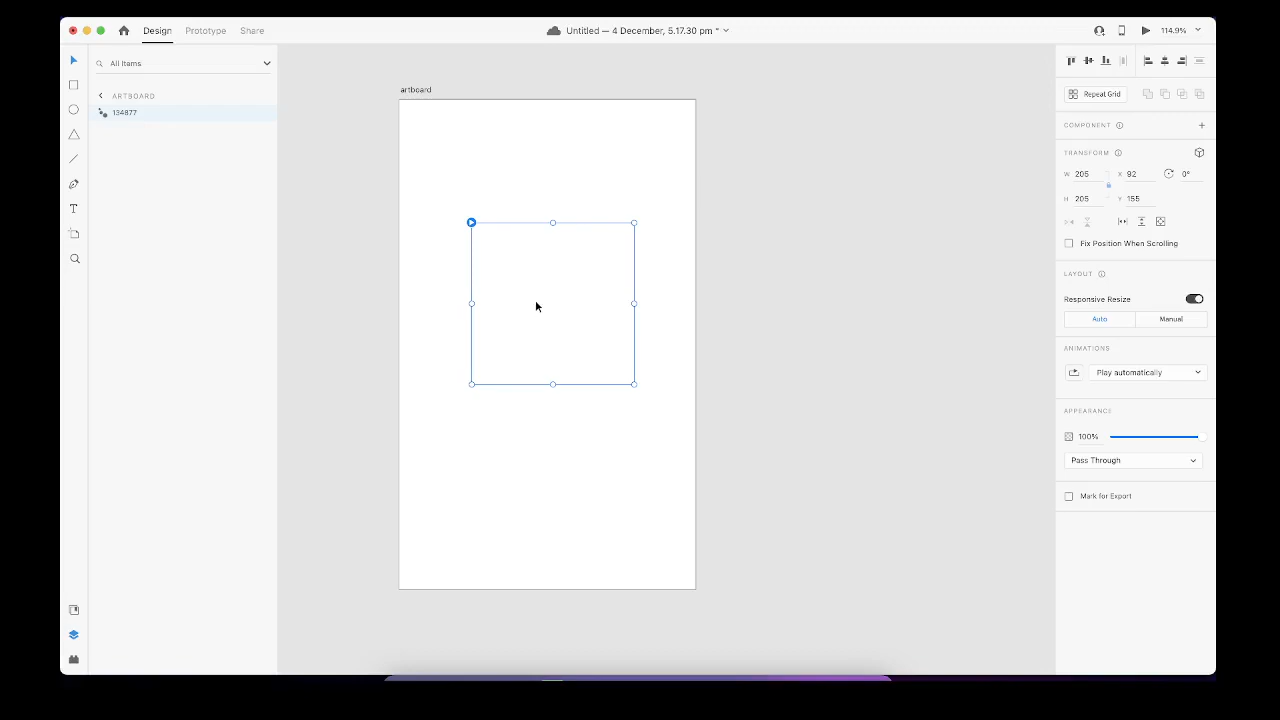 Design Prototype Share
Untitled — 4 December, 5.17.30 pm *
114.9%
All Items
ARTBOARD
134877
artboard
Repeat Grid
COMPONENT
TRANSFORM
W 205 X 92 0°
H 205 Y 155
Fix Position When Scrolling
LAYOUT
Responsive Resize
Auto Manual
ANIMATIONS
Play automatically
APPEARANCE
100%
Pass Through
Mark for Export